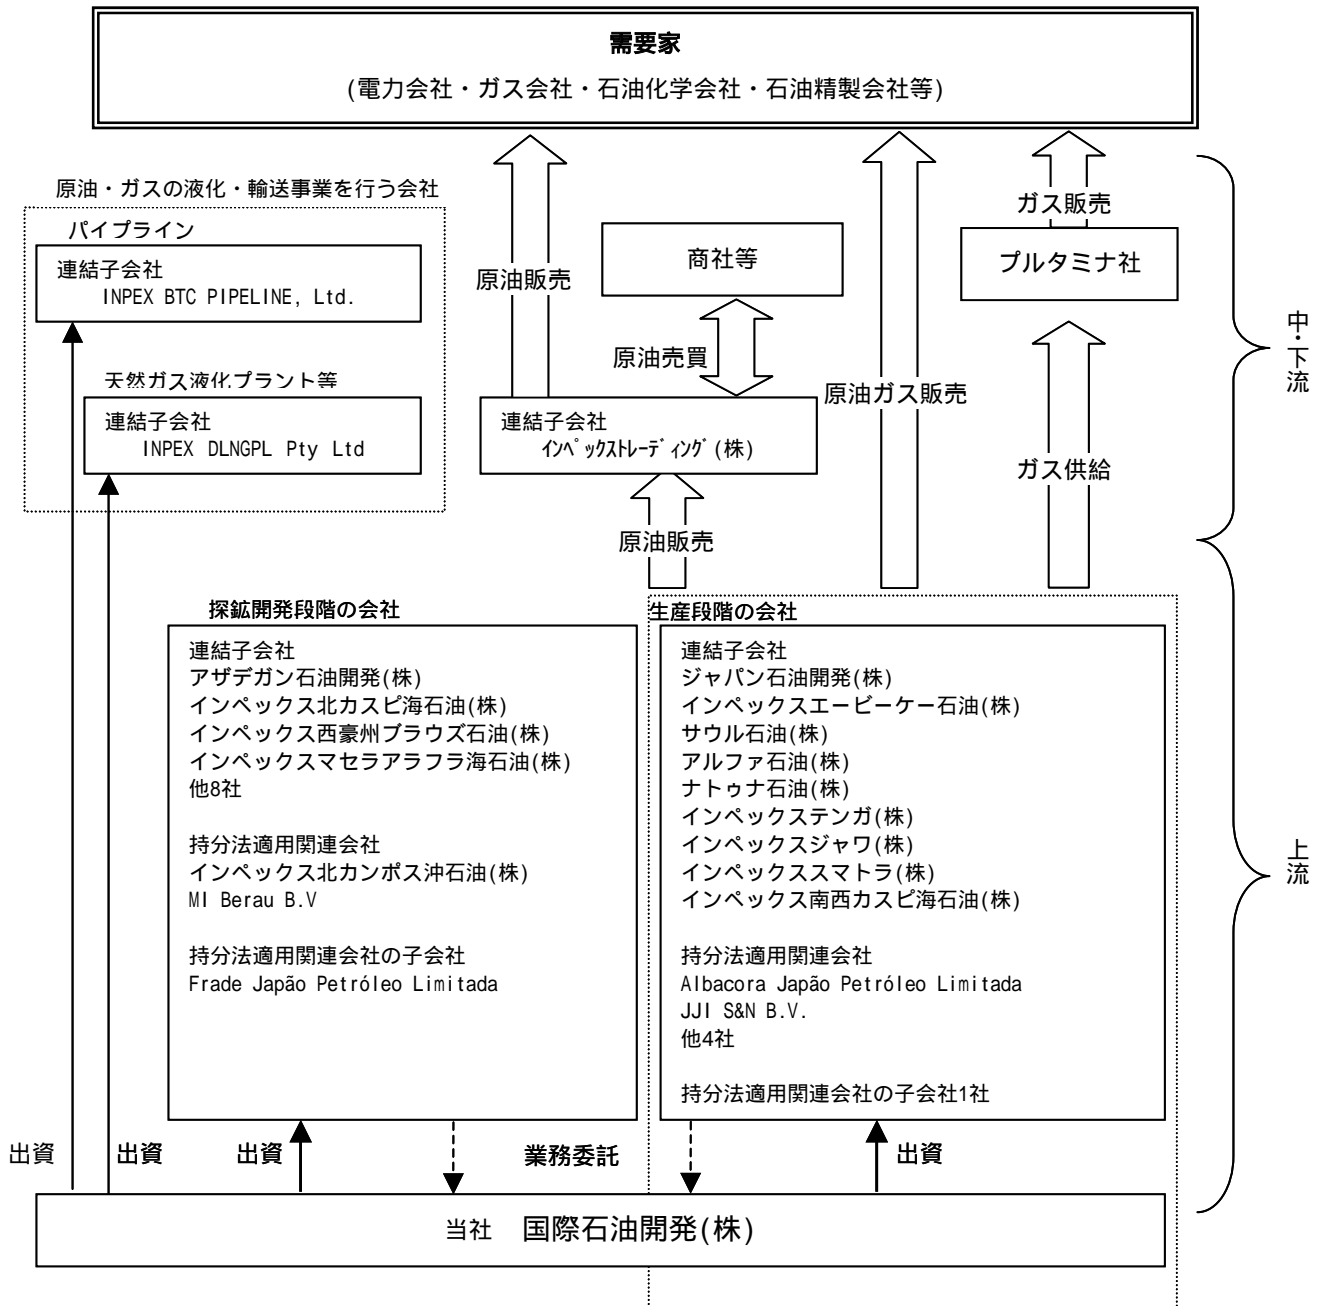 需要家
(電力会社・ガス会社・石油化学会社・石油精製会社等)
原油・ガスの液化・輸送事業を行う会社
パイプライン
連結子会社
INPEX BTC PIPELINE, Ltd.
天然ガス液化プラント等
連結子会社
INPEX DLNGPL Pty Ltd
原油販売
商社等
原油売買
連結子会社
ｲﾝﾍﾟｯｸｽﾄﾚｰﾃﾞｨﾝｸﾞ(株)
原油販売
原油ガス販売
ガス販売
プルタミナ社
ガス供給
中・下流
探鉱開発段階の会社
連結子会社
アザデガン石油開発(株)
インペックス北カスピ海石油(株)
インペックス西豪州ブラウズ石油(株)
インペックスマセラアラフラ海石油(株)
他8社
持分法適用関連会社
インペックス北カンポス沖石油(株)
MI Berau B.V
持分法適用関連会社の子会社
Frade Japão Petróleo Limitada
生産段階の会社
連結子会社
ジャパン石油開発(株)
インペックスエービーケー石油(株)
サウル石油(株)
アルファ石油(株)
ナトゥナ石油(株)
インペックステンガ(株)
インペックスジャワ(株)
インペックススマトラ(株)
インペックス南西カスピ海石油(株)
持分法適用関連会社
Albacora Japão Petróleo Limitada
JJI S&N B.V.
他4社
持分法適用関連会社の子会社1社
上流
出資
出資
出資
業務委託
出資
当社 国際石油開発(株)